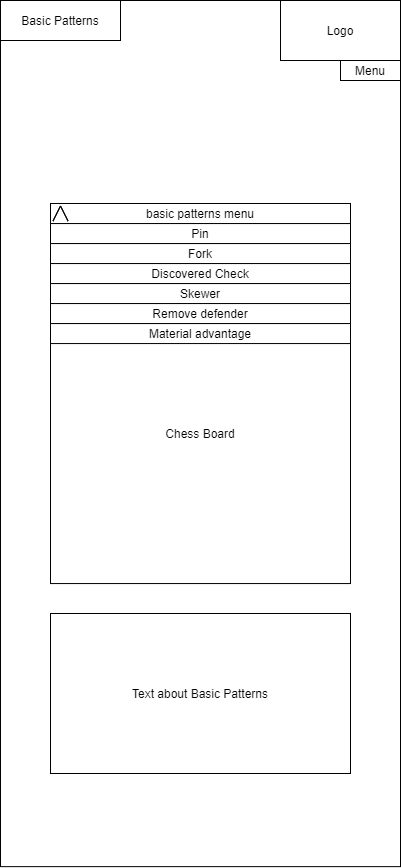 Basic Patterns
Logo
Menu
basic patterns menu
Pin
Fork
Discovered Check
Skewer
Remove defender
Material advantage
Chess Board
Text about Basic Patterns